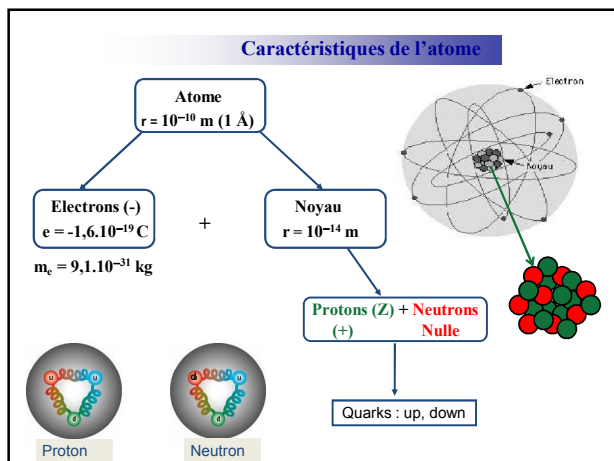 Caractéristiques de l'atome
Atome
r = 10⁻¹⁰ m (1 Å)
Electron
Noyau
Electrons (-)
e = -1,6.10⁻¹⁹ C
+
Noyau
r = 10⁻¹⁴ m
mₑ = 9,1.10⁻³¹ kg
Protons (Z) + Neutrons
(+) Nulle
Quarks : up, down
u u d
d u d
Proton
Neutron